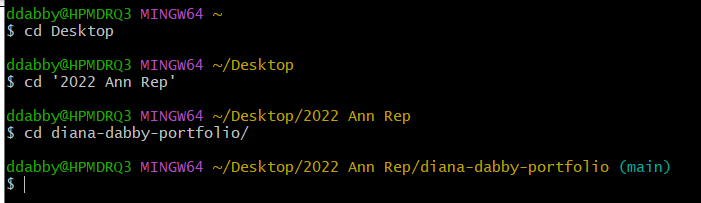 ddabby@HPMDRQ3 MINGW64 ~
$ cd Desktop
ddabby@HPMDRQ3 MINGW64 ~/Desktop
$ cd '2022 Ann Rep'
ddabby@HPMDRQ3 MINGW64 ~/Desktop/2022 Ann Rep
$ cd diana-dabby-portfolio/
ddabby@HPMDRQ3 MINGW64 ~/Desktop/2022 Ann Rep/diana-dabby-portfolio (main)
$